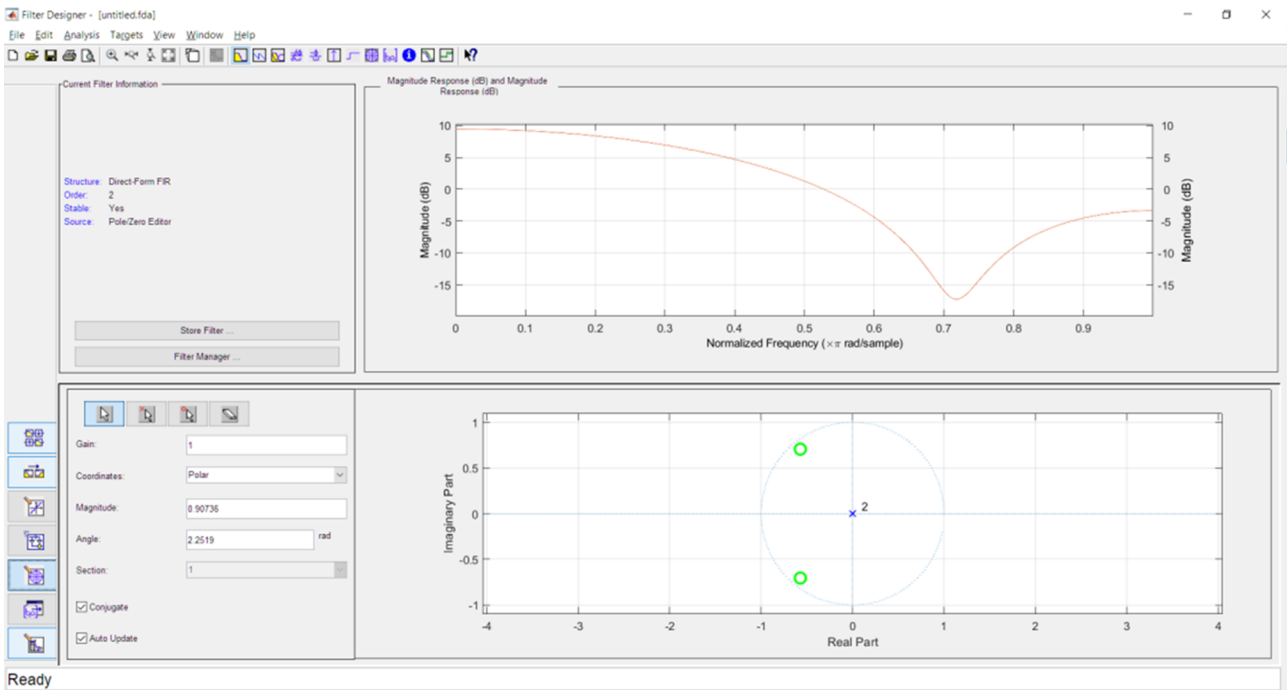 Filter Designer - [untitled.fda]
File Edit Analysis Targets View Window Help
Current Filter Information
Structure: Direct-Form FIR
Order: 2
Stable: Yes
Source: Pole/Zero Editor
Store Filter ...
Filter Manager ...
Magnitude Response (dB) and Magnitude
Response (dB)
Magnitude (dB)
10
5
0
-5
-10
-15
0 0.1 0.2 0.3 0.4 0.5 0.6 0.7 0.8 0.9
Normalized Frequency (×π rad/sample)
10
5
0
-5
-10
-15
Magnitude (dB)
Gain: 1
Coordinates: Polar
Magnitude: 0.90736
Angle: 2.2519 rad
Section: 1
Conjugate
Auto Update
Imaginary Part
1
0.5
0
-0.5
-1
2
-4 -3 -2 -1 0 1 2 3 4
Real Part
Ready